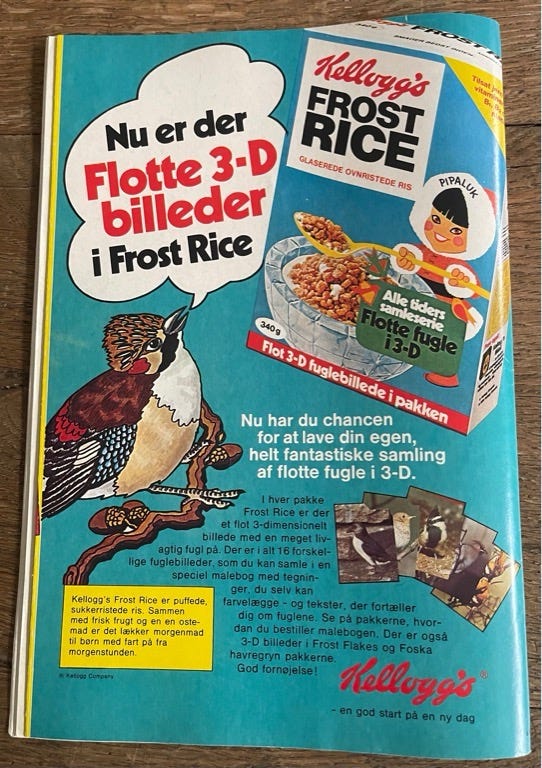 Nu er der
Flotte 3-D
billeder
i Frost Rice
Kellogg's
FROST
RICE
GLASEREDE OVNRISTEDE RIS
Tilsat jern
PIPALUK
Alle tiders
samleserie
Flotte fugle
i 3-D
340g
Flot 3-D fuglebillede i pakken
Nu har du chancen
for at lave din egen,
helt fantastiske samling
af flotte fugle i 3-D.
I hver pakke
Frost Rice er der
et flot 3-dimensionelt
billede med en meget liv-
agtig fugl på. Der er i alt 16 forskel-
lige fuglebilleder, som du kan samle i en
speciel malebog med tegnin-
ger, du selv kan
farvelægge - og tekster, der fortæller
dig om fuglene. Se på pakkerne, hvor-
dan du bestiller malebogen. Der er også
3-D billeder i Frost Flakes og Foska
havregryn pakkerne.
God fornøjelse!
Kellogg's Frost Rice er puffede,
sukkerristede ris. Sammen
med frisk frugt og en oste-
mad er det lækker morgenmad
til børn med fart på fra
morgenstunden.
® Kellogg Company
Kellogg's®
- en god start på en ny dag